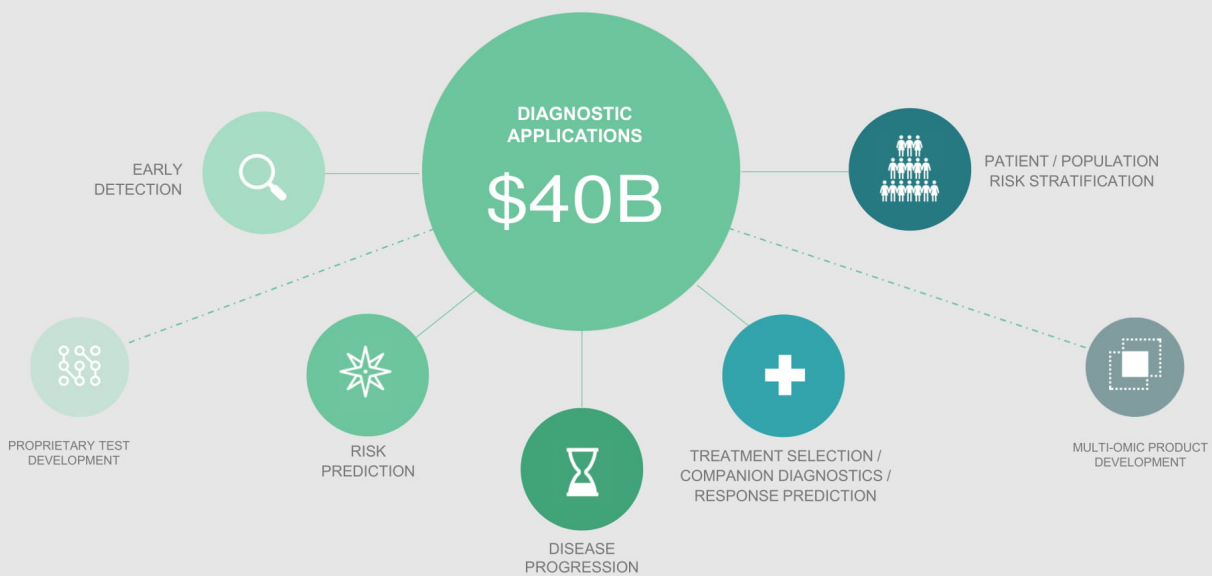 DIAGNOSTIC
APPLICATIONS
$40B
EARLY
DETECTION
PATIENT / POPULATION
RISK STRATIFICATION
PROPRIETARY TEST
DEVELOPMENT
RISK
PREDICTION
DISEASE
PROGRESSION
TREATMENT SELECTION /
COMPANION DIAGNOSTICS /
RESPONSE PREDICTION
MULTI-OMIC PRODUCT
DEVELOPMENT